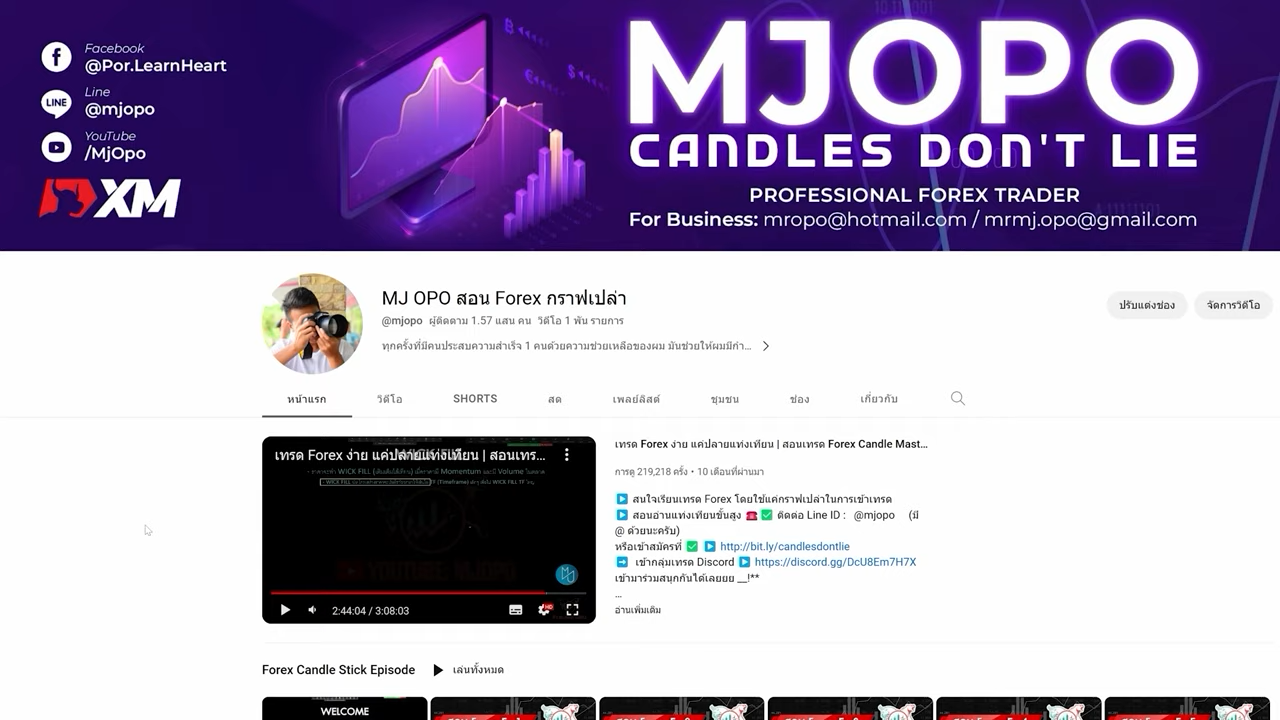 Facebook
@Por.LearnHeart
LINE
Line
@mjopo
YouTube
/MjOpo
XM
MJOPO
CANDLES DON'T LIE
PROFESSIONAL FOREX TRADER
For Business: mropo@hotmail.com / mrmj.opo@gmail.com
MJ OPO สอน Forex กราฟเปล่า
@mjopo ผู้ติดตาม 1.57 แสน คน วิดีโอ 1 พัน รายการ
ทุกครั้งที่มีคนประสบความสำเร็จ 1 คนด้วยความช่วยเหลือของผม มันช่วยให้ผมมีกำ...
ปรับแต่งช่อง
จัดการวิดีโอ
หน้าแรก วิดีโอ SHORTS สด เพลย์ลิสต์ ชุมชน ช่อง เกี่ยวกับ
เทรด Forex ง่าย แค่ปลายแท่งเทียน | สอนเทร...
YOUTUBE: MJOPO
2:44:04 / 3:08:03
HD
เทรด Forex ง่าย แค่ปลายแท่งเทียน | สอนเทรด Forex Candle Mast...
การดู 219,218 ครั้ง • 10 เดือนที่ผ่านมา
สนใจเรียนเทรด Forex โดยใช้แค่กราฟเปล่าในการเข้าเทรด
สอนอ่านแท่งเทียนขั้นสูง ติดต่อ Line ID : @mjopo (มี
@ ด้วยนะครับ)
หรือเข้าสมัครที่ http://bit.ly/candlesdontlie
เข้ากลุ่มเทรด Discord https://discord.gg/DcU8Em7H7X
เข้ามาร่วมสนุกกันได้เลยยย __!**
...
อ่านเพิ่มเติม
Forex Candle Stick Episode เล่นทั้งหมด
WELCOME